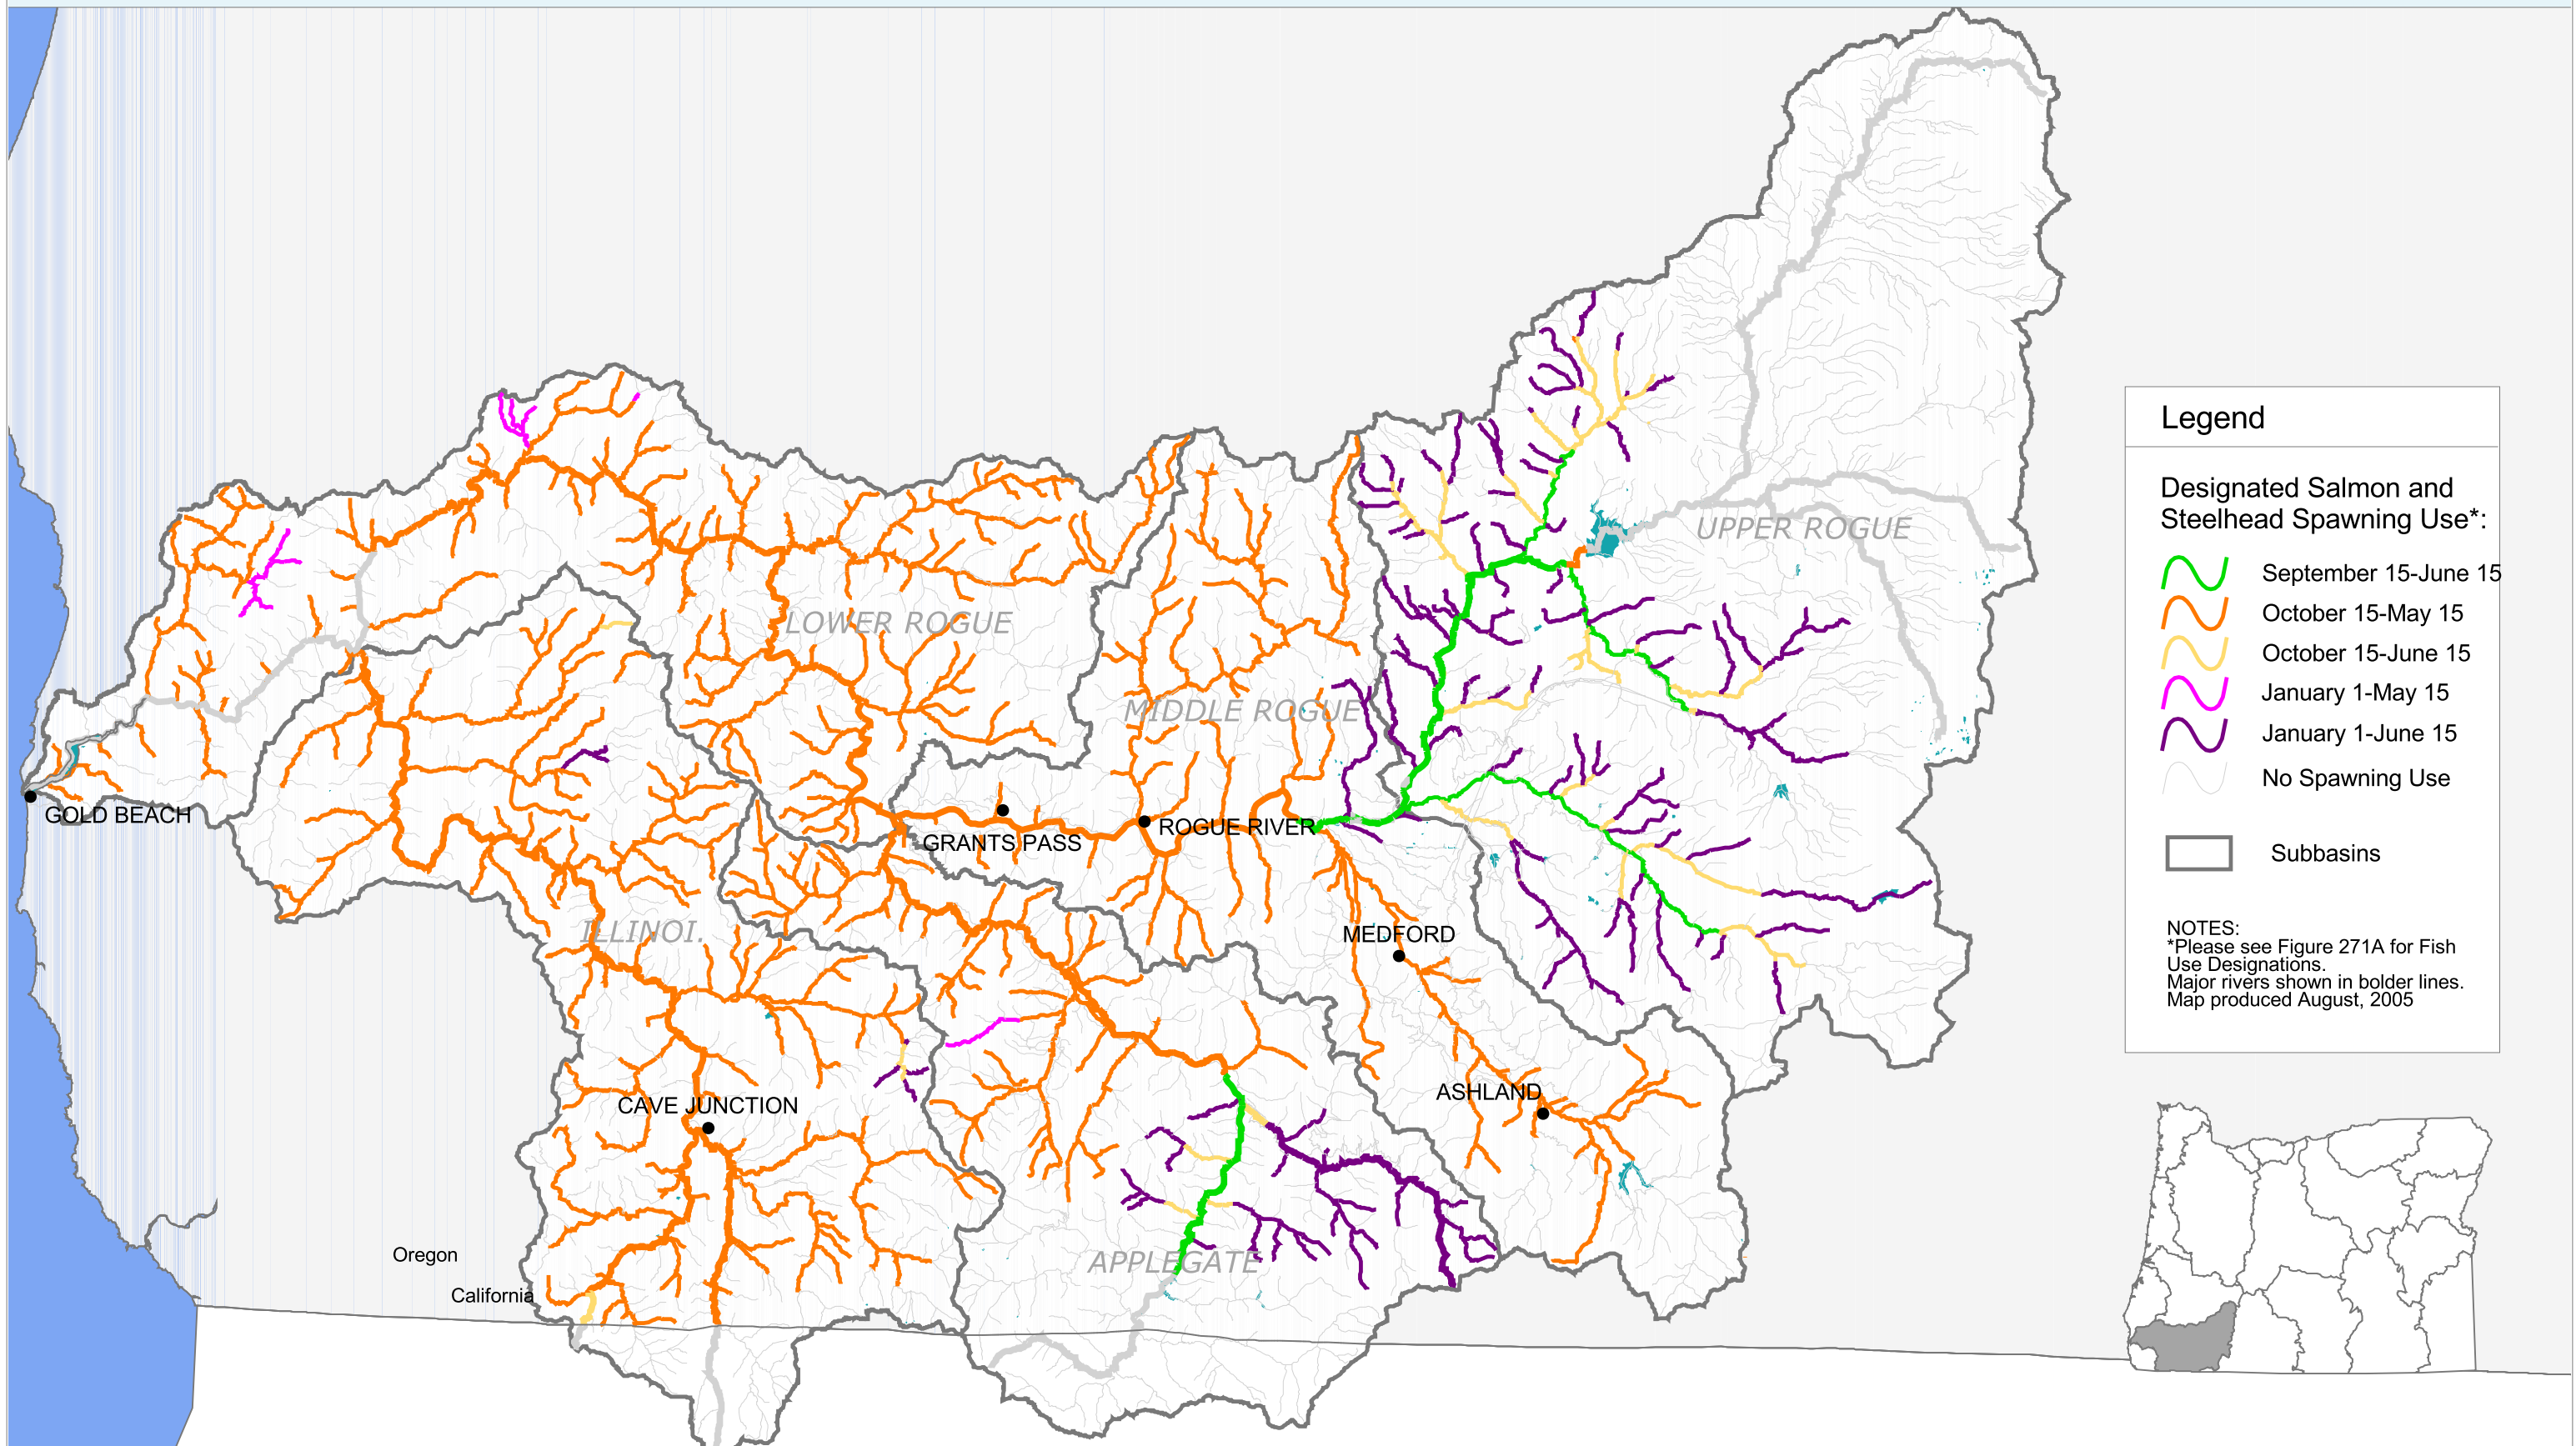 UPPER ROGUE
LOWER ROGUE
MIDDLE ROGUE
GOLD BEACH
GRANTS PASS
ROGUE RIVER
ILLINOI.
MEDFORD
CAVE JUNCTION
ASHLAND
APPLEGATE
Oregon
California
Legend
Designated Salmon and
Steelhead Spawning Use*:
September 15-June 15
October 15-May 15
October 15-June 15
January 1-May 15
January 1-June 15
No Spawning Use
Subbasins
NOTES:
*Please see Figure 271A for Fish
Use Designations.
Major rivers shown in bolder lines.
Map produced August, 2005